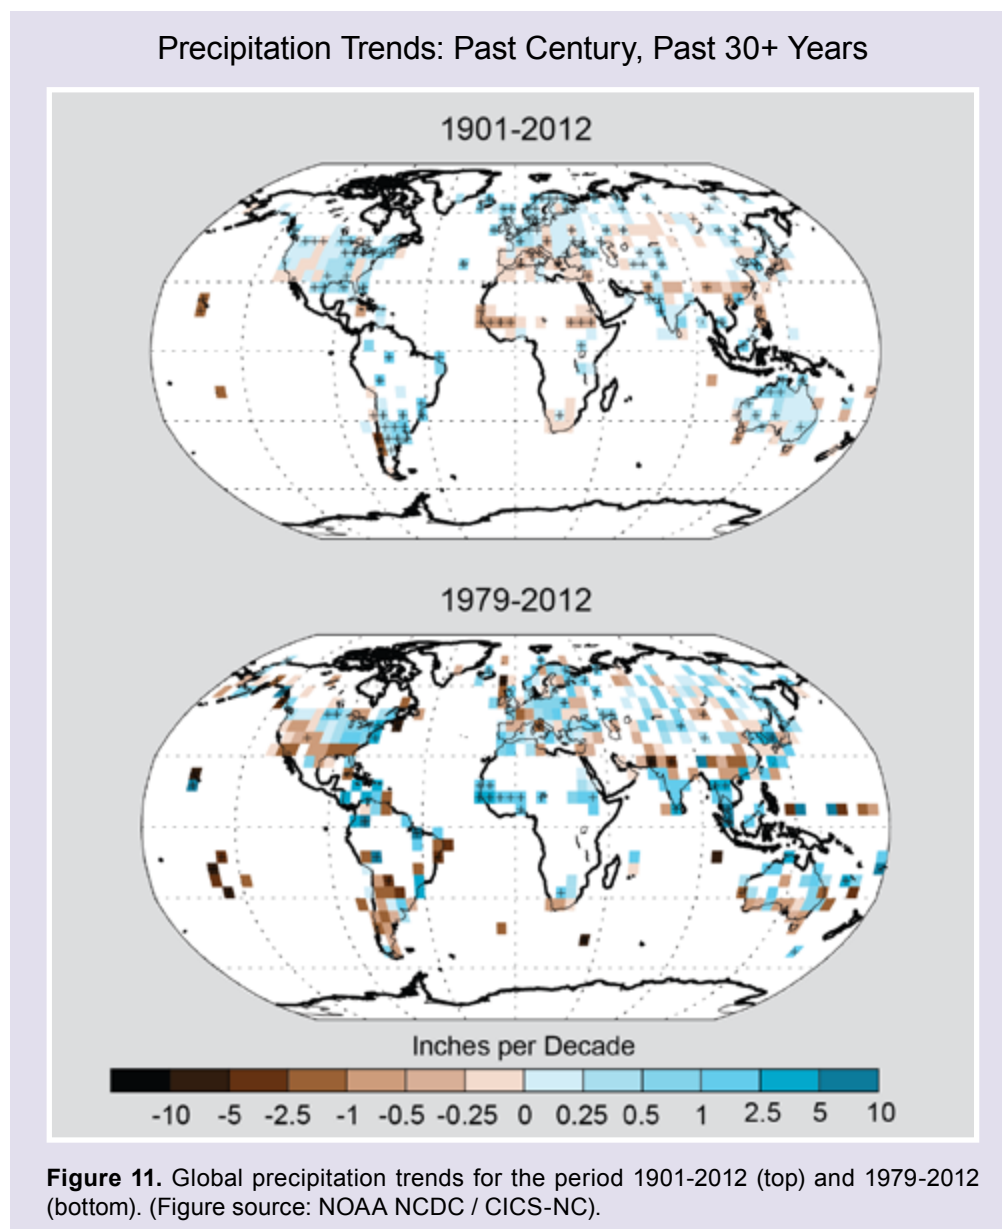 Precipitation Trends: Past Century, Past 30+ Years
1901-2012
1979-2012
Inches per Decade
-10 -5 -2.5 -1 -0.5 -0.25 0 0.25 0.5 1 2.5 5 10
Figure 11. Global precipitation trends for the period 1901-2012 (top) and 1979-2012
(bottom). (Figure source: NOAA NCDC / CICS-NC).